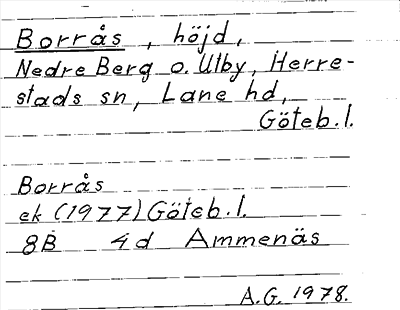 Borrås, höjd,
Nedre Berg o. Ulby, Herre-
stads sn, Lane hd,
Göteb. l.
Borrås
ek (1977) Göteb. l.
8B 4d Ammenäs
A.G. 1978.